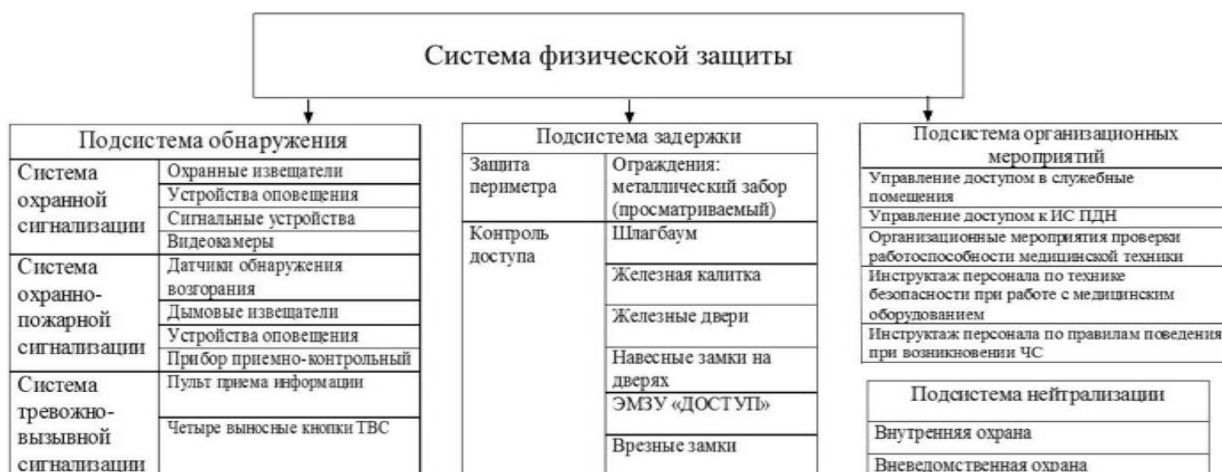 Система физической защиты
Подсистема обнаружения
Система
охранной
сигнализации
Охранные извещатели
Устройства оповещения
Сигнальные устройства
Видеокамеры
Система
охранно-
пожарной
сигнализации
Датчики обнаружения
возгорания
Дымовые извещатели
Устройства оповещения
Прибор приемно-контрольный
Система
тревожно-
вызывной
сигнализации
Пульт приема информации
Четыре выносные кнопки ТВС
Подсистема задержки
Защита
периметра
Ограждения:
металлический забор
(просматриваемый)
Контроль
доступа
Шлагбаум
Железная калитка
Железные двери
Навесные замки на
дверях
ЭМЗУ «ДОСТУП»
Врезные замки
Подсистема организационных
мероприятий
Управление доступом в служебные
помещения
Управление доступом к ИС ПДН
Организационные мероприятия проверки
работоспособности медицинской техники
Инструктаж персонала по технике
безопасности при работе с медицинским
оборудованием
Инструктаж персонала по правилам поведения
при возникновении ЧС
Подсистема нейтрализации
Внутренняя охрана
Вневедомственная охрана